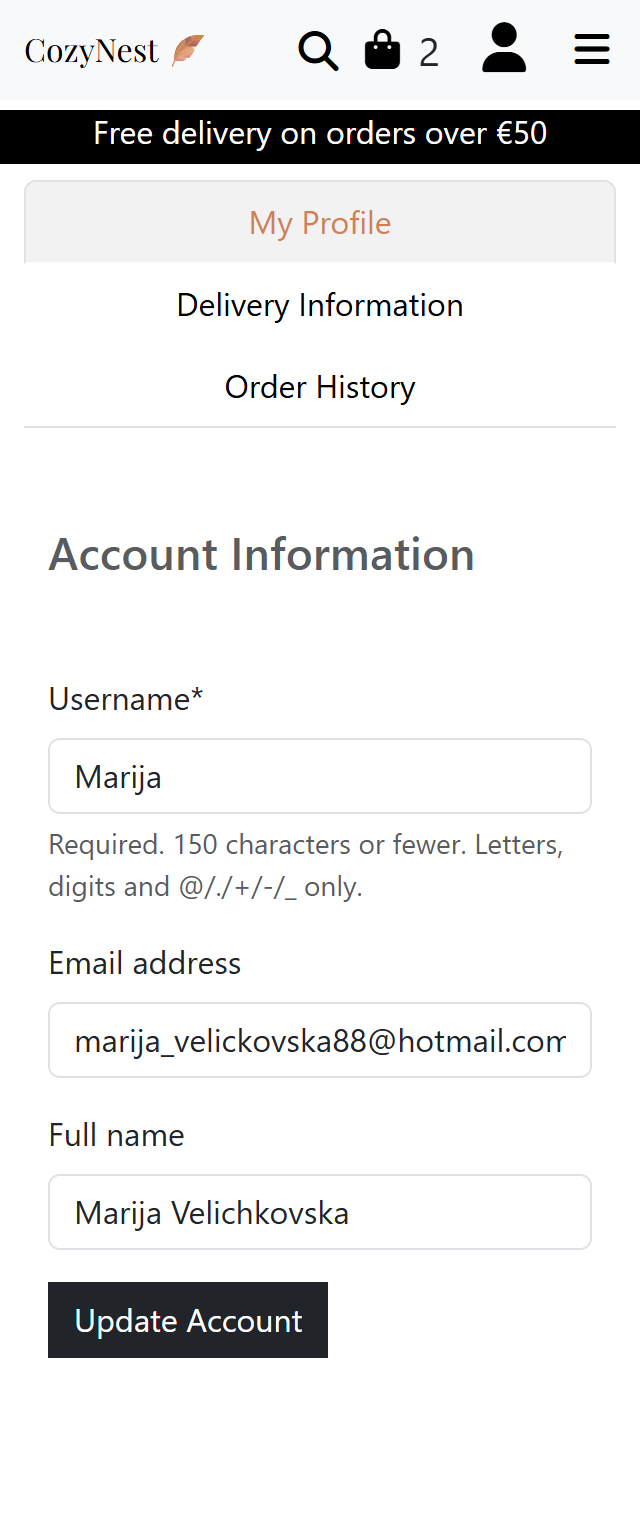 CozyNest
2
Free delivery on orders over €50
My Profile
Delivery Information
Order History
Account Information
Username*
Marija
Required. 150 characters or fewer. Letters,
digits and @/./+/-/_ only.
Email address
marija_velickovska88@hotmail.com
Full name
Marija Velichkovska
Update Account